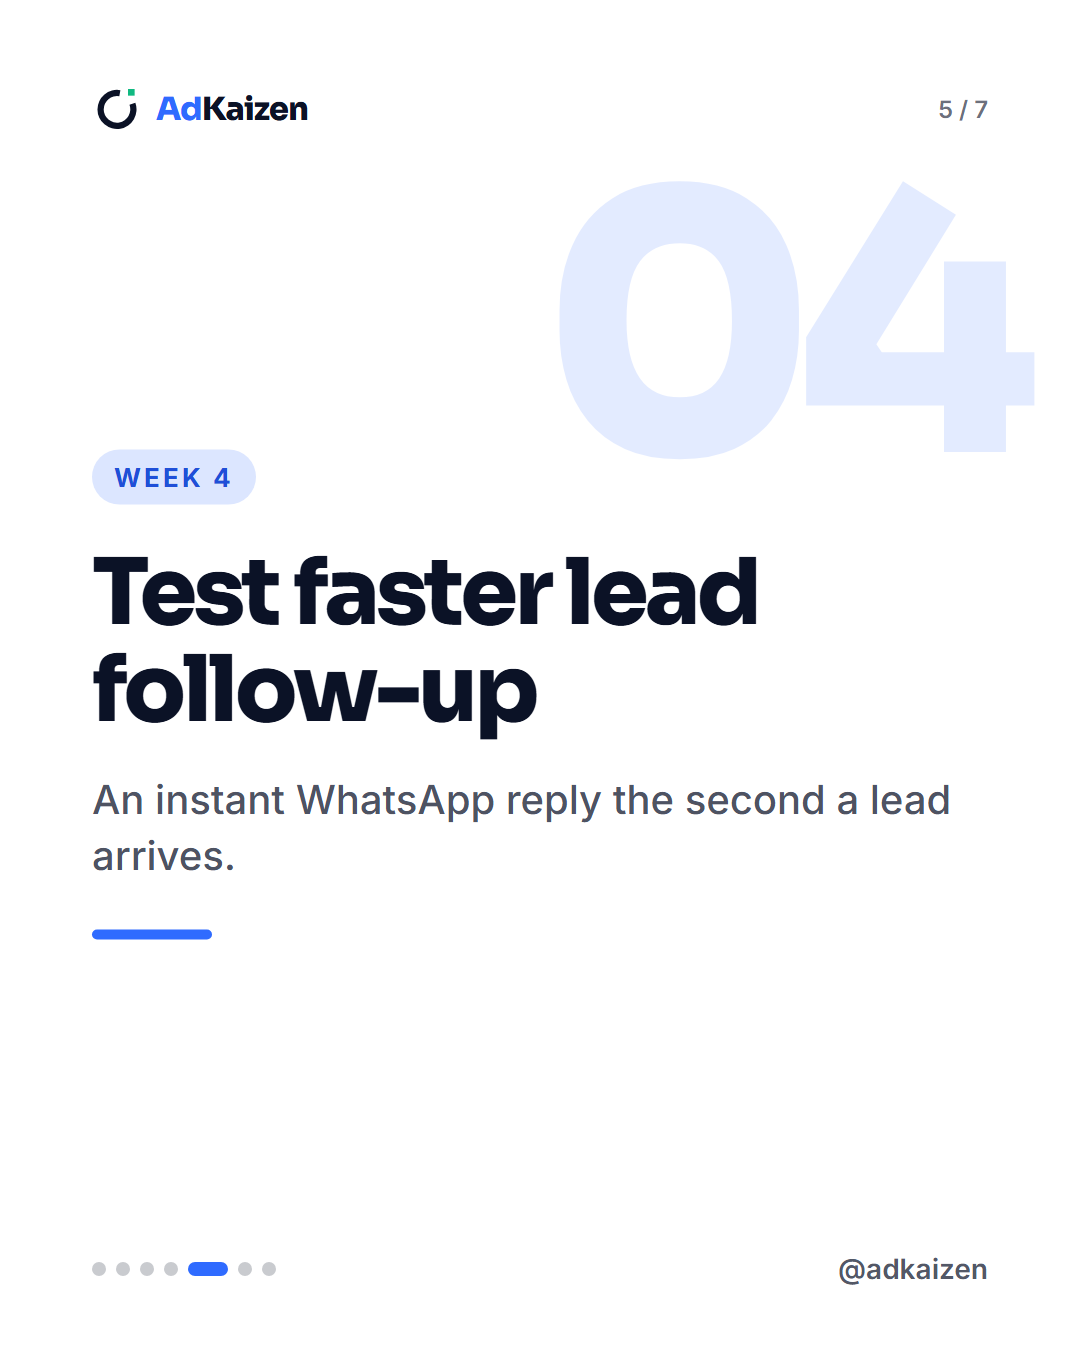 AdKaizen
5 / 7
04
WEEK 4
Test faster lead
follow-up
An instant WhatsApp reply the second a lead
arrives.
@adkaizen